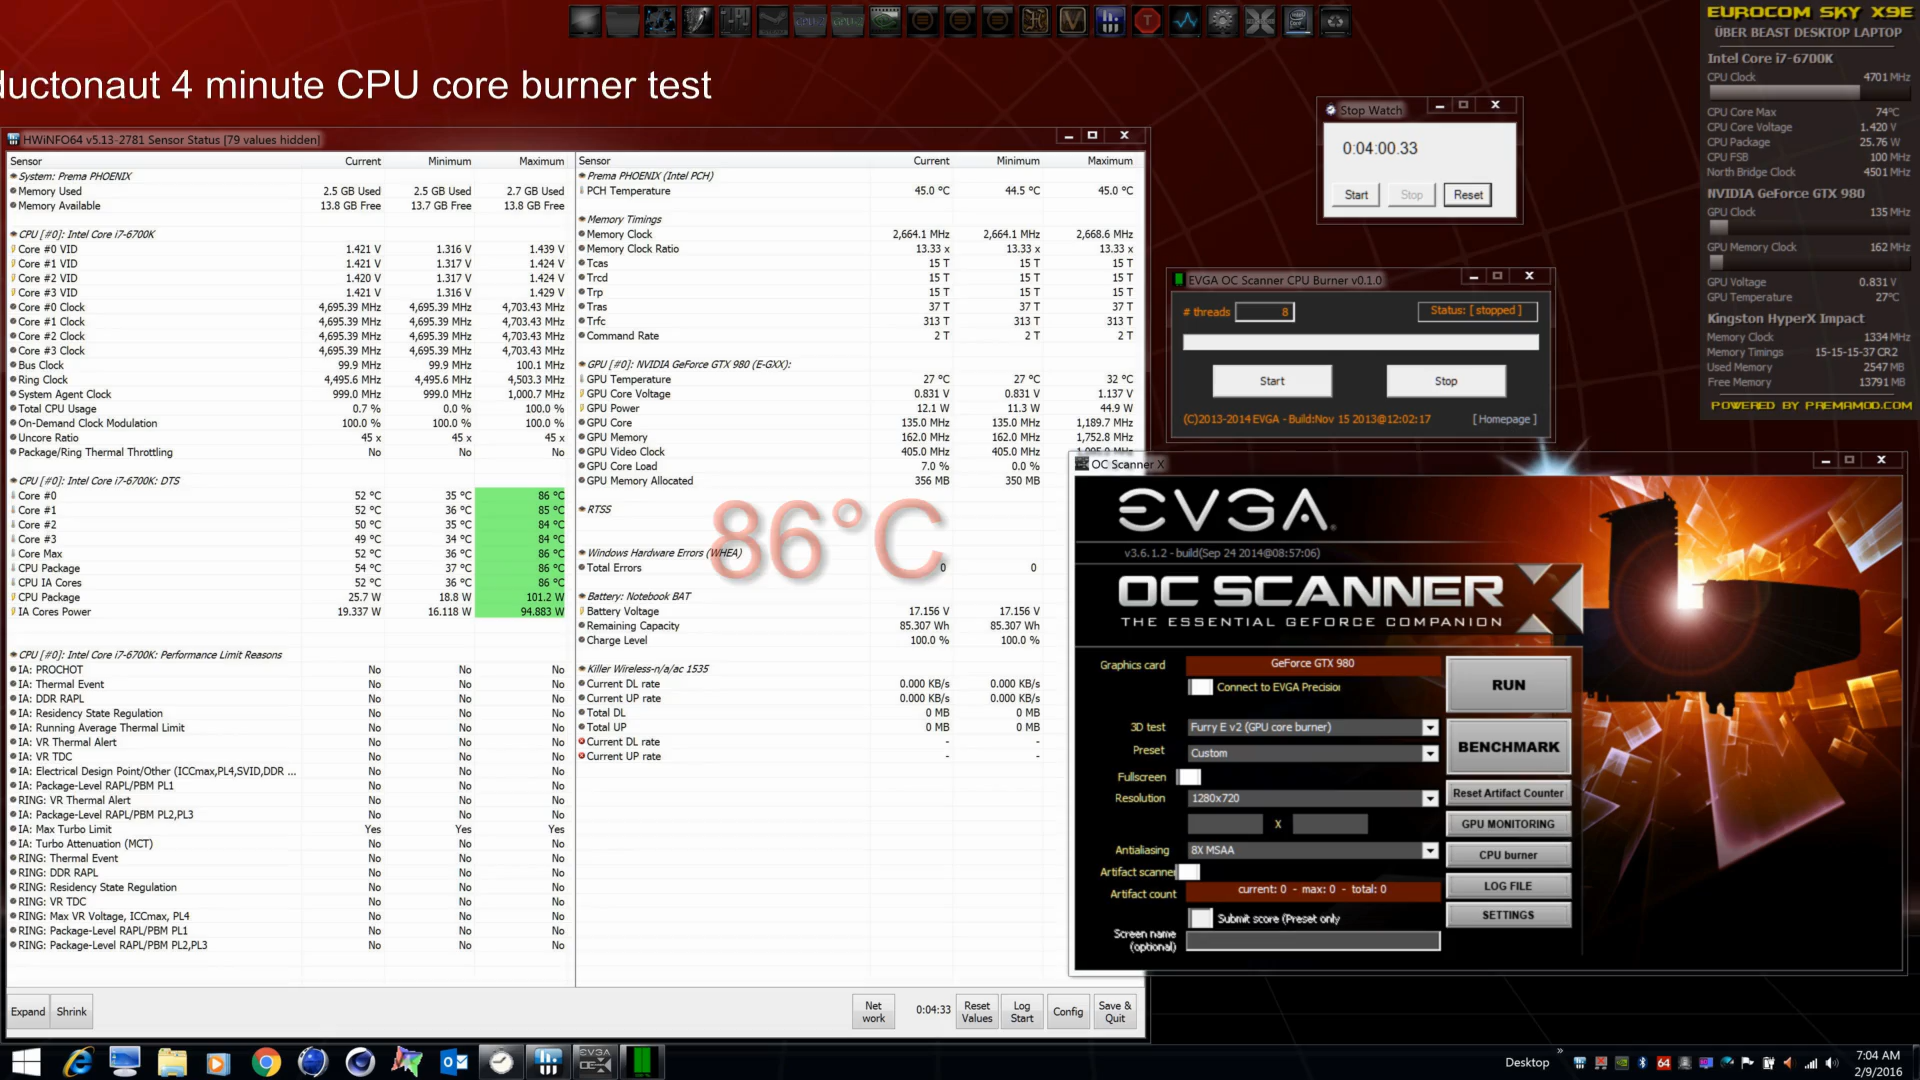 ductonaut 4 minute CPU core burner test
HWiNFO64 v5.13-2781 Sensor Status [79 values hidden]
Sensor Current Minimum Maximum
System: Prema PHOENIX
Memory Used 2.5 GB Used 2.5 GB Used 2.7 GB Used
Memory Available 13.8 GB Free 13.7 GB Free 13.8 GB Free
CPU [#0]: Intel Core i7-6700K
Core #0 VID 1.421 V 1.316 V 1.439 V
Core #1 VID 1.421 V 1.317 V 1.424 V
Core #2 VID 1.420 V 1.317 V 1.424 V
Core #3 VID 1.421 V 1.316 V 1.429 V
Core #0 Clock 4,695.39 MHz 4,695.39 MHz 4,703.43 MHz
Core #1 Clock 4,695.39 MHz 4,695.39 MHz 4,703.43 MHz
Core #2 Clock 4,695.39 MHz 4,695.39 MHz 4,703.43 MHz
Core #3 Clock 4,695.39 MHz 4,695.39 MHz 4,703.43 MHz
Bus Clock 99.9 MHz 99.9 MHz 100.1 MHz
Ring Clock 4,495.6 MHz 4,495.6 MHz 4,503.3 MHz
System Agent Clock 999.0 MHz 999.0 MHz 1,000.7 MHz
Total CPU Usage 0.7 % 0.0 % 100.0 %
On-Demand Clock Modulation 100.0 % 100.0 % 100.0 %
Uncore Ratio 45 x 45 x 45 x
Package/Ring Thermal Throttling No No No
CPU [#0]: Intel Core i7-6700K: DTS
Core #0 52 °C 35 °C 86 °C
Core #1 52 °C 36 °C 85 °C
Core #2 50 °C 35 °C 84 °C
Core #3 49 °C 34 °C 84 °C
Core Max 52 °C 36 °C 86 °C
CPU Package 54 °C 37 °C 86 °C
CPU IA Cores 52 °C 36 °C 86 °C
CPU Package 25.7 W 18.8 W 101.2 W
IA Cores Power 19.337 W 16.118 W 94.883 W
CPU [#0]: Intel Core i7-6700K: Performance Limit Reasons
IA: PROCHOT No No No
IA: Thermal Event No No No
IA: DDR RAPL No No No
IA: Residency State Regulation No No No
IA: Running Average Thermal Limit No No No
IA: VR Thermal Alert No No No
IA: VR TDC No No No
IA: Electrical Design Point/Other (ICCmax,PL4,SVID,DDR ... No No No
IA: Package-Level RAPL/PBM PL1 No No No
RING: VR Thermal Alert No No No
IA: Package-Level RAPL/PBM PL2,PL3 No No No
IA: Max Turbo Limit Yes Yes Yes
IA: Turbo Attenuation (MCT) No No No
RING: Thermal Event No No No
RING: DDR RAPL No No No
RING: Residency State Regulation No No No
RING: VR TDC No No No
RING: Max VR Voltage, ICCmax, PL4 No No No
RING: Package-Level RAPL/PBM PL1 No No No
RING: Package-Level RAPL/PBM PL2,PL3 No No No
Sensor Current Minimum Maximum
Prema PHOENIX (Intel PCH)
PCH Temperature 45.0 °C 44.5 °C 45.0 °C
Memory Timings
Memory Clock 2,664.1 MHz 2,664.1 MHz 2,668.6 MHz
Memory Clock Ratio 13.33 x 13.33 x 13.33 x
Tcas 15 T 15 T 15 T
Trcd 15 T 15 T 15 T
Trp 15 T 15 T 15 T
Tras 37 T 37 T 37 T
Trfc 313 T 313 T 313 T
Command Rate 2 T 2 T 2 T
GPU [#0]: NVIDIA GeForce GTX 980 (E-GXX):
GPU Temperature 27 °C 27 °C 32 °C
GPU Core Voltage 0.831 V 0.831 V 1.137 V
GPU Power 12.1 W 11.3 W 44.9 W
GPU Core 135.0 MHz 135.0 MHz 1,189.7 MHz
GPU Memory 162.0 MHz 162.0 MHz 1,752.8 MHz
GPU Video Clock 405.0 MHz 405.0 MHz
GPU Core Load 7.0 % 0.0 %
GPU Memory Allocated 356 MB 350 MB
RTSS
86°C
Windows Hardware Errors (WHEA)
Total Errors 0 0
Battery: Notebook BAT
Battery Voltage 17.156 V 17.156 V
Remaining Capacity 85.307 Wh 85.307 Wh
Charge Level 100.0 % 100.0 %
Killer Wireless-n/a/ac 1535
Current DL rate 0.000 KB/s 0.000 KB/s
Current UP rate 0.000 KB/s 0.000 KB/s
Total DL 0 MB 0 MB
Total UP 0 MB 0 MB
Current DL rate - -
Current UP rate - -
Expand Shrink Net work 0:04:33 Reset Values Log Start Config Save & Quit
Stop Watch
0:04:00.33
Start Stop Reset
EVGA OC Scanner CPU Burner v0.1.0
# threads 8 Status: [ stopped ]
Start Stop
(C)2013-2014 EVGA - Build:Nov 15 2013@12:02:17 [ Homepage ]
OC Scanner X
EVGA
v3.6.1.2 - build(Sep 24 2014@08:57:06)
OC SCANNER X
THE ESSENTIAL GEFORCE COMPANION
Graphics card GeForce GTX 980
Connect to EVGA Precision
3D test Furry E v2 (GPU core burner)
Preset Custom
Fullscreen
Resolution 1280x720
X
Antialiasing 8X MSAA
Artifact scanner
Artifact count current: 0 - max: 0 - total: 0
Submit score (Preset only
Screen name
(optional)
RUN
BENCHMARK
Reset Artifact Counter
GPU MONITORING
CPU burner
LOG FILE
SETTINGS
EUROCOM SKY X9E
ÜBER BEAST DESKTOP LAPTOP
Intel Core i7-6700K
CPU Clock 4701 MHz
CPU Core Max 74°C
CPU Core Voltage 1.420 V
CPU Package 25.76 W
CPU FSB 100 MHz
North Bridge Clock 4501 MHz
NVIDIA GeForce GTX 980
GPU Clock 135 MHz
GPU Memory Clock 162 MHz
GPU Voltage 0.831 V
GPU Temperature 27°C
Kingston HyperX Impact
Memory Clock 1334 MHz
Memory Timings 15-15-15-37 CR2
Used Memory 2547 MB
Free Memory 13791 MB
POWERED BY PREMAMOD.COM
Desktop 64 7:04 AM
2/9/2016